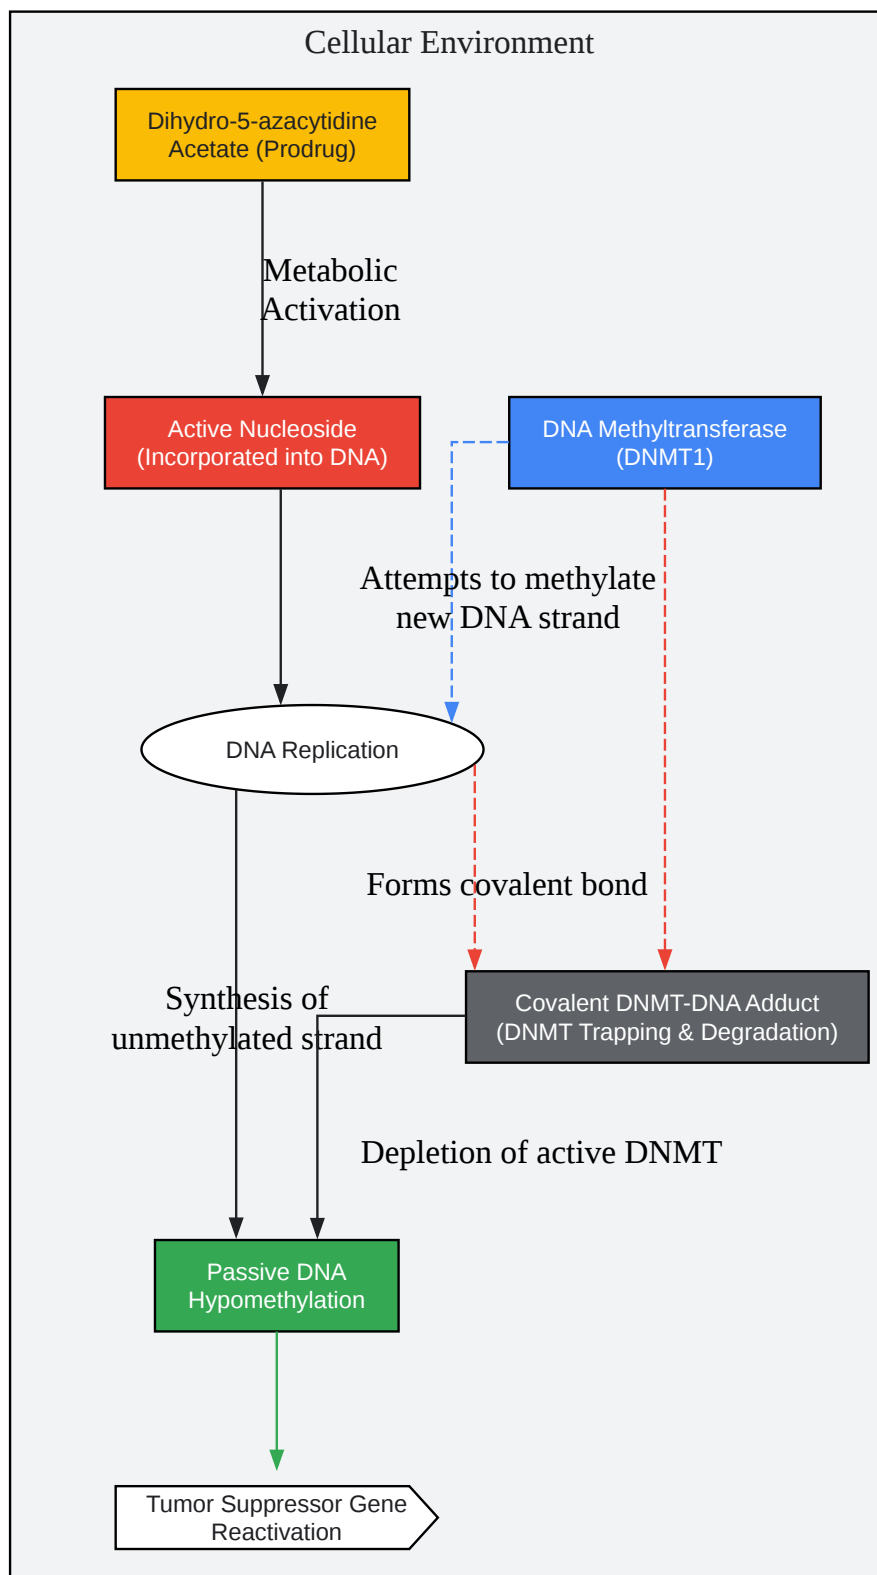 Cellular Environment
Dihydro-5-azacytidine
Acetate (Prodrug)
Metabolic
Activation
Active Nucleoside
(Incorporated into DNA)
DNA Methyltransferase
(DNMT1)
Attempts to methylate
new DNA strand
DNA Replication
Forms covalent bond
Synthesis of
unmethylated strand
Covalent DNMT-DNA Adduct
(DNMT Trapping & Degradation)
Depletion of active DNMT
Passive DNA
Hypomethylation
Tumor Suppressor Gene
Reactivation